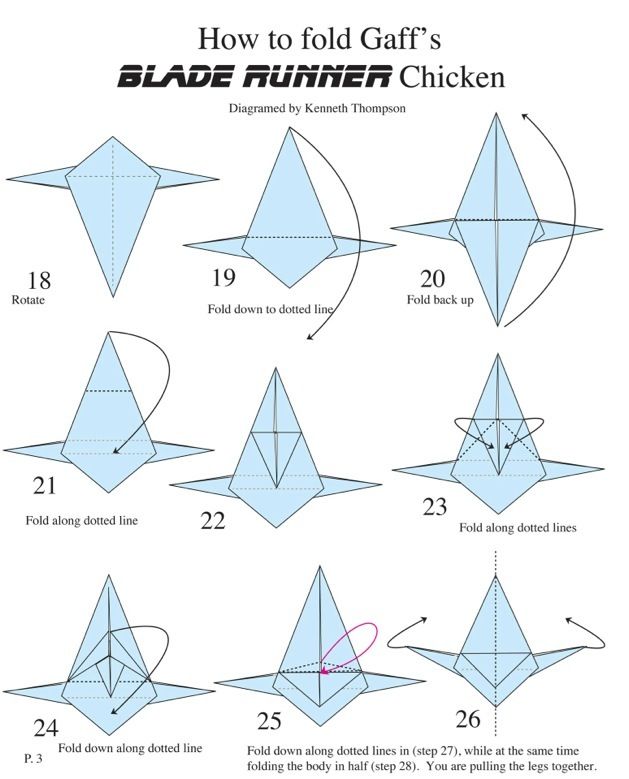 How to fold Gaff's
BLADE RUNNER Chicken
Diagramed by Kenneth Thompson
18
Rotate
19
Fold down to dotted line
20
Fold back up
21
Fold along dotted line
22
23
Fold along dotted lines
24
Fold down along dotted line
25
26
Fold down along dotted lines in (step 27), while at the same time
folding the body in half (step 28). You are pulling the legs together.
P. 3